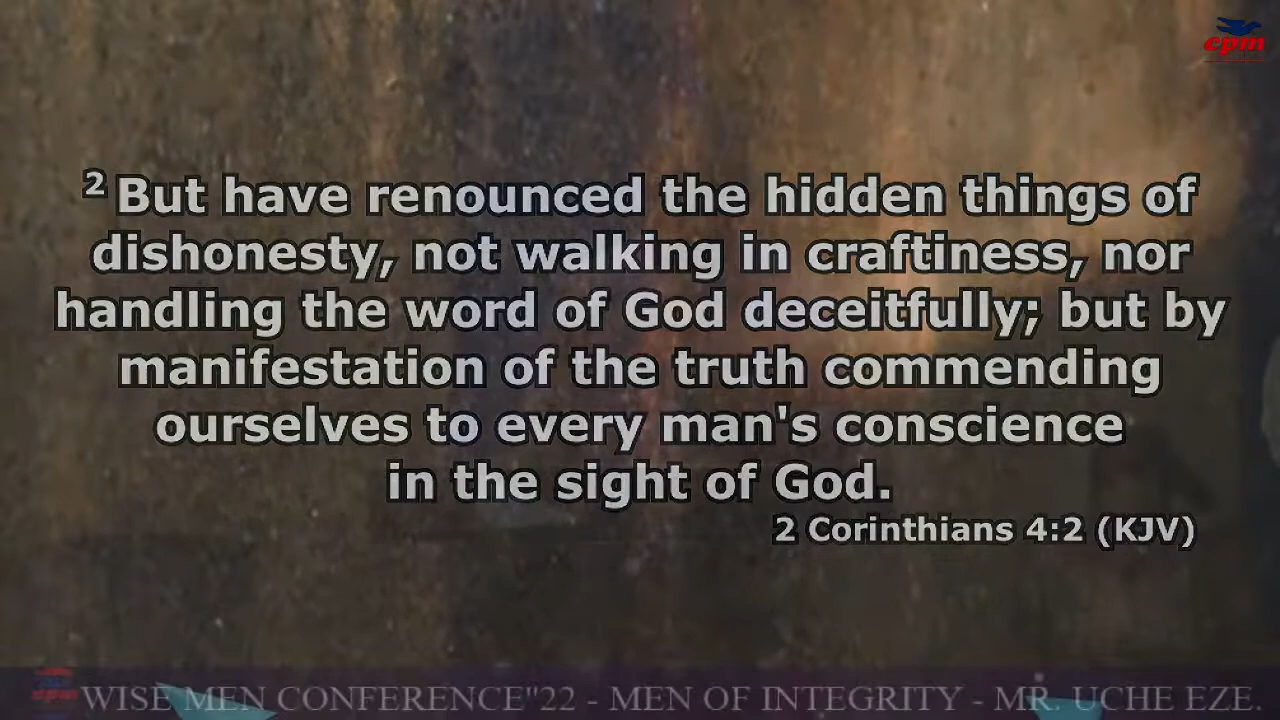 cpm
2 But have renounced the hidden things of
dishonesty, not walking in craftiness, nor
handling the word of God deceitfully; but by
manifestation of the truth commending
ourselves to every man's conscience
in the sight of God.
2 Corinthians 4:2 (KJV)
WISE MEN CONFERENCE"22 - MEN OF INTEGRITY - MR. UCHE EZE.